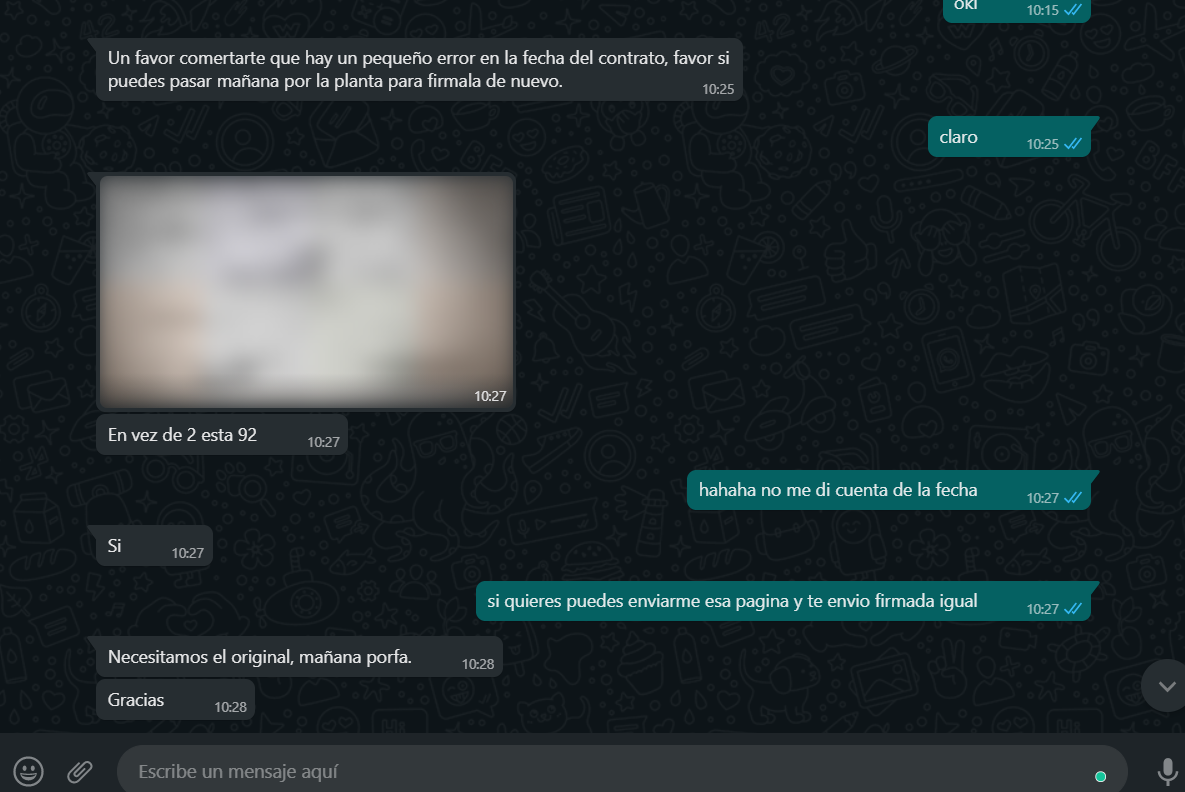 oki
10:15
Un favor comertarte que hay un pequeño error en la fecha del contrato, favor si
puedes pasar mañana por la planta para firmala de nuevo.
10:25
claro
10:25
10:27
En vez de 2 esta 92
10:27
hahaha no me di cuenta de la fecha
10:27
Si
10:27
si quieres puedes enviarme esa pagina y te envio firmada igual
10:27
Necesitamos el original, mañana porfa.
10:28
Gracias
10:28
Escribe un mensaje aquí